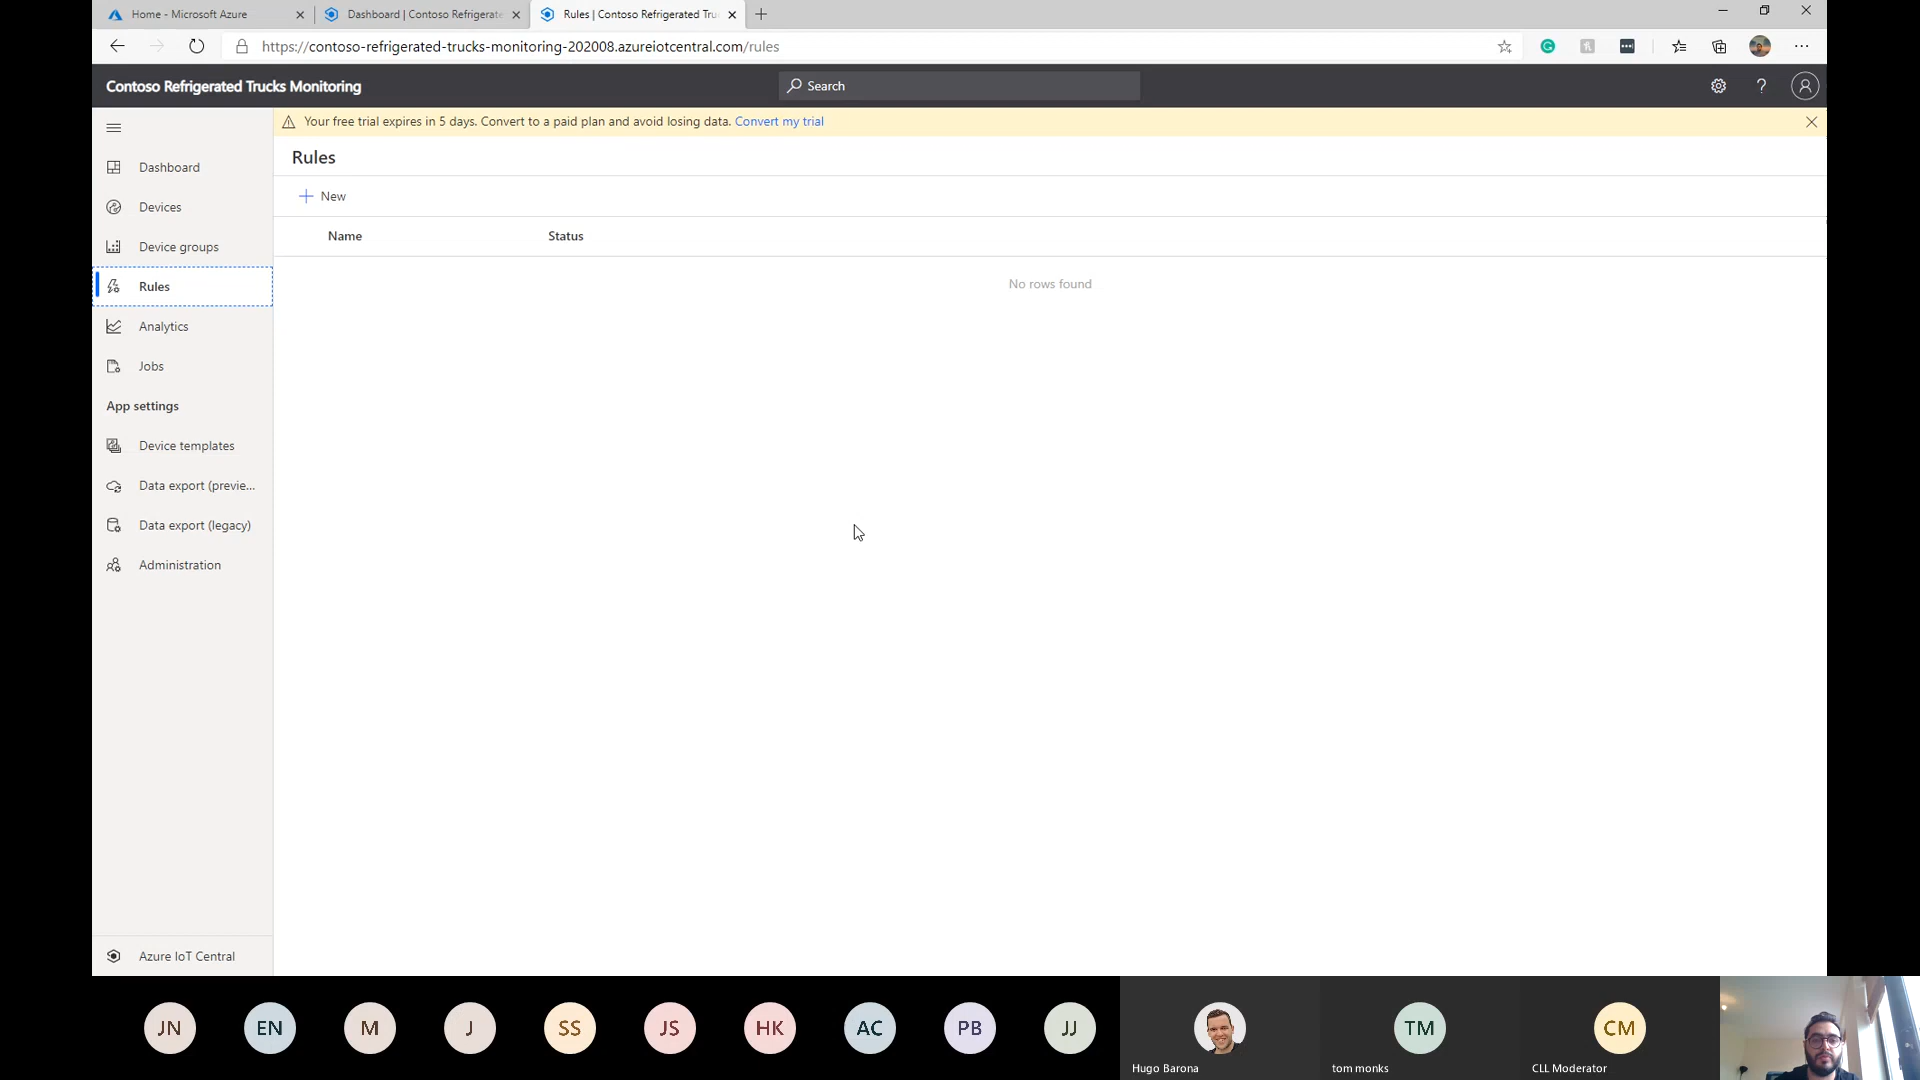 Home - Microsoft Azure
Dashboard | Contoso Refrigerate
Rules | Contoso Refrigerated Tru
https://contoso-refrigerated-trucks-monitoring-202008.azureiotcentral.com/rules
Contoso Refrigerated Trucks Monitoring
Search
Your free trial expires in 5 days. Convert to a paid plan and avoid losing data. Convert my trial
Rules
New
Name
Status
No rows found
Dashboard
Devices
Device groups
Rules
Analytics
Jobs
App settings
Device templates
Data export (previe...
Data export (legacy)
Administration
Azure IoT Central
JN
EN
M
J
SS
JS
HK
AC
PB
JJ
Hugo Barona
TM
tom monks
CM
CLL Moderator